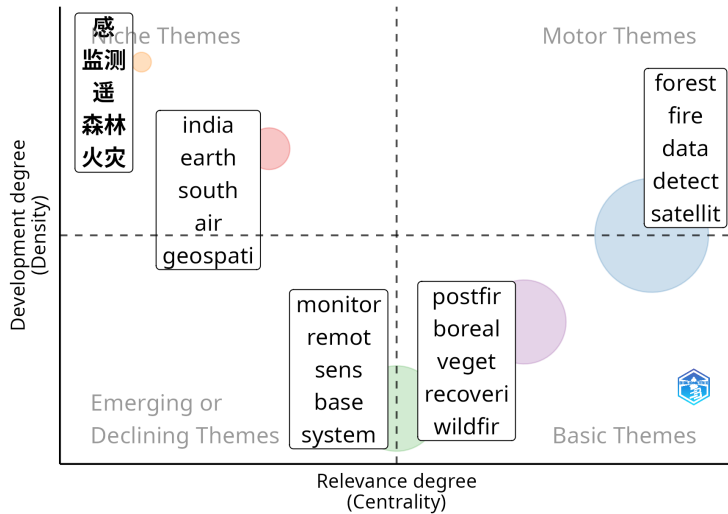 Niche Themes
Motor Themes
感
监测
遥
森林
火灾
india
earth
south
air
geospati
forest
fire
data
detect
satellit
monitor
remot
sens
base
system
postfir
boreal
veget
recoveri
wildfir
Emerging or
Declining Themes
Basic Themes
Development degree
(Density)
Relevance degree
(Centrality)